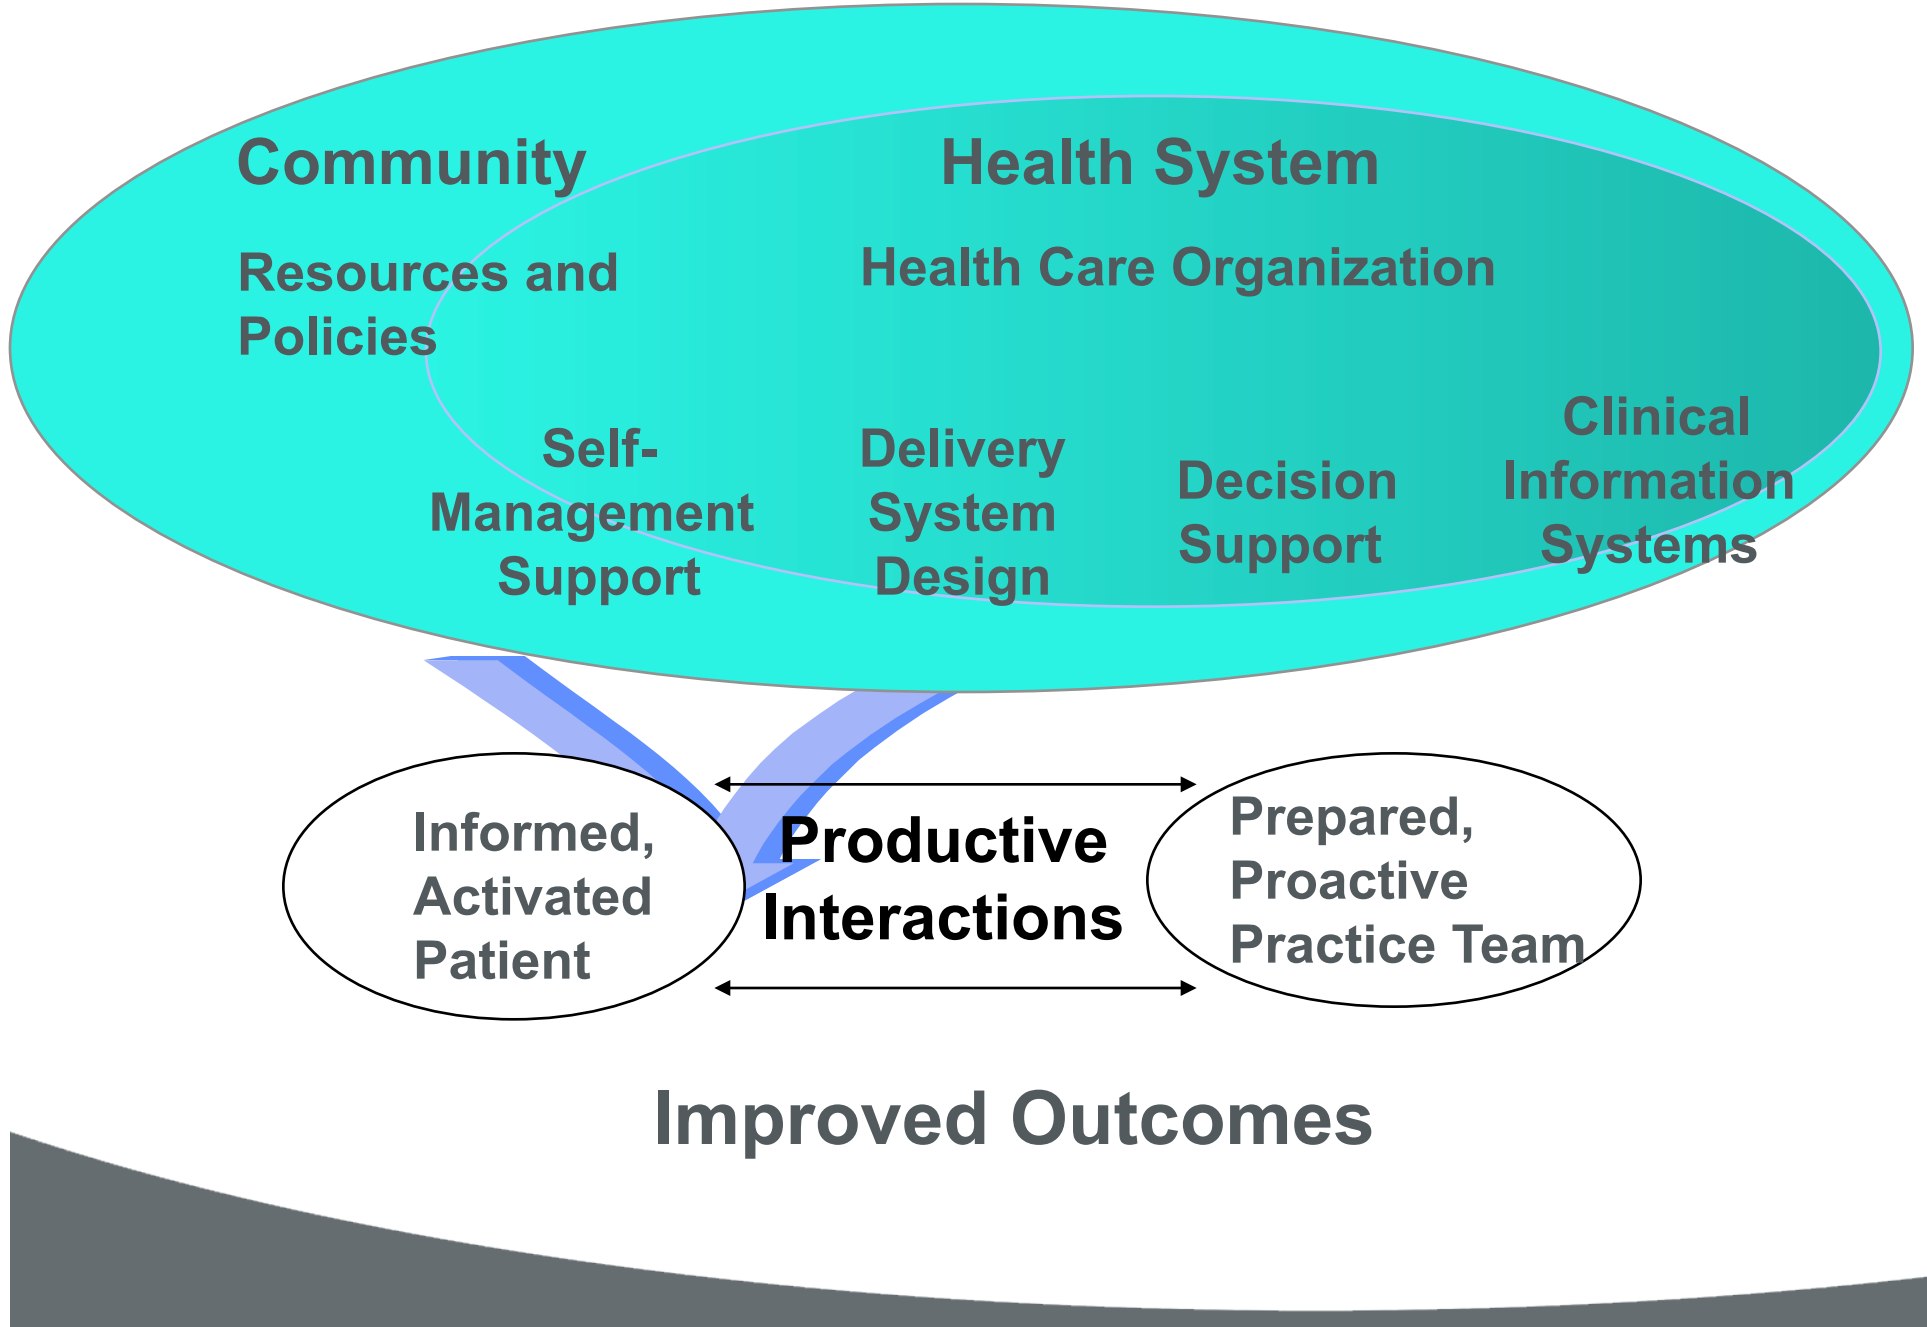 Community
Health System
Resources and
Policies
Health Care Organization
Self-
Management
Support
Delivery
System
Design
Decision
Support
Clinical
Information
Systems
Informed,
Activated
Patient
Productive
Interactions
Prepared,
Proactive
Practice Team
Improved Outcomes